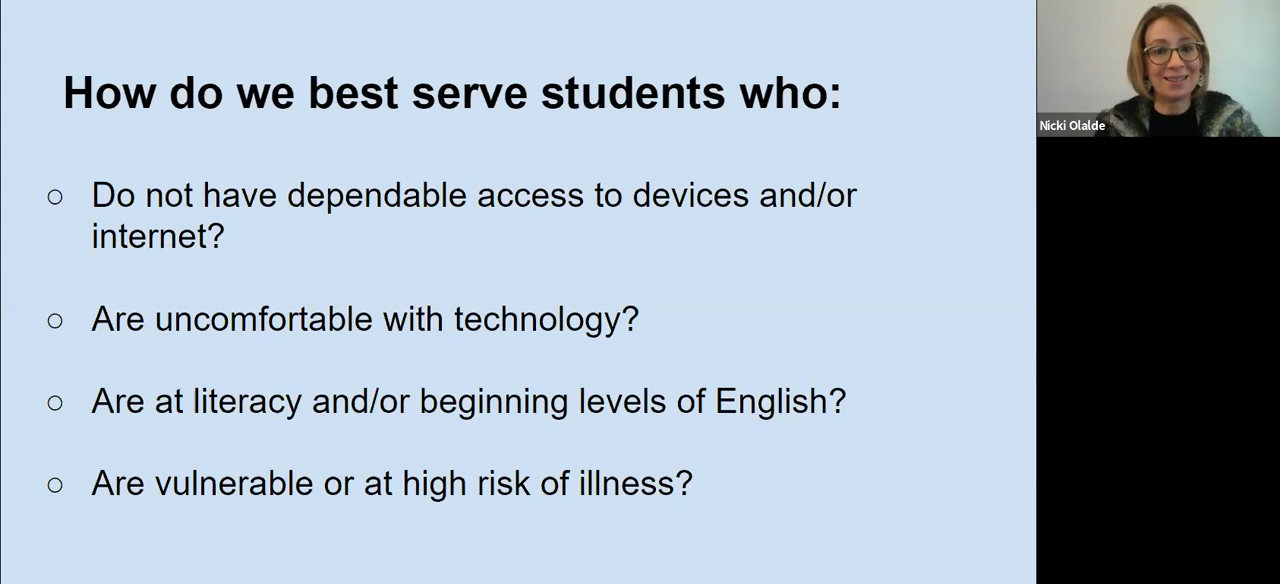 How do we best serve students who:
○ Do not have dependable access to devices and/or
internet?
○ Are uncomfortable with technology?
○ Are at literacy and/or beginning levels of English?
○ Are vulnerable or at high risk of illness?
Nicki Olalde